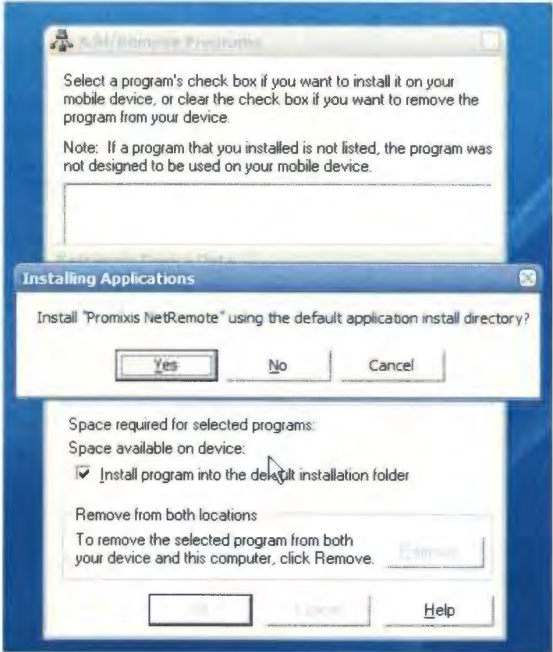 Add/Remove Programs
Select a program's check box if you want to install it on your
mobile device, or clear the check box if you want to remove the
program from your device
Note: If a program that you installed is not listed, the program was
not designed to be used on your mobile device.
Installing Applications
Install "Promixis NetRemote" using the default application install directory?
Yes
No
Cancel
Space required for selected programs:
Space available on device:
Install program into the default installation folder
Remove from both locations
To remove the selected program from both
your device and this computer, click Remove.
Remove
Help